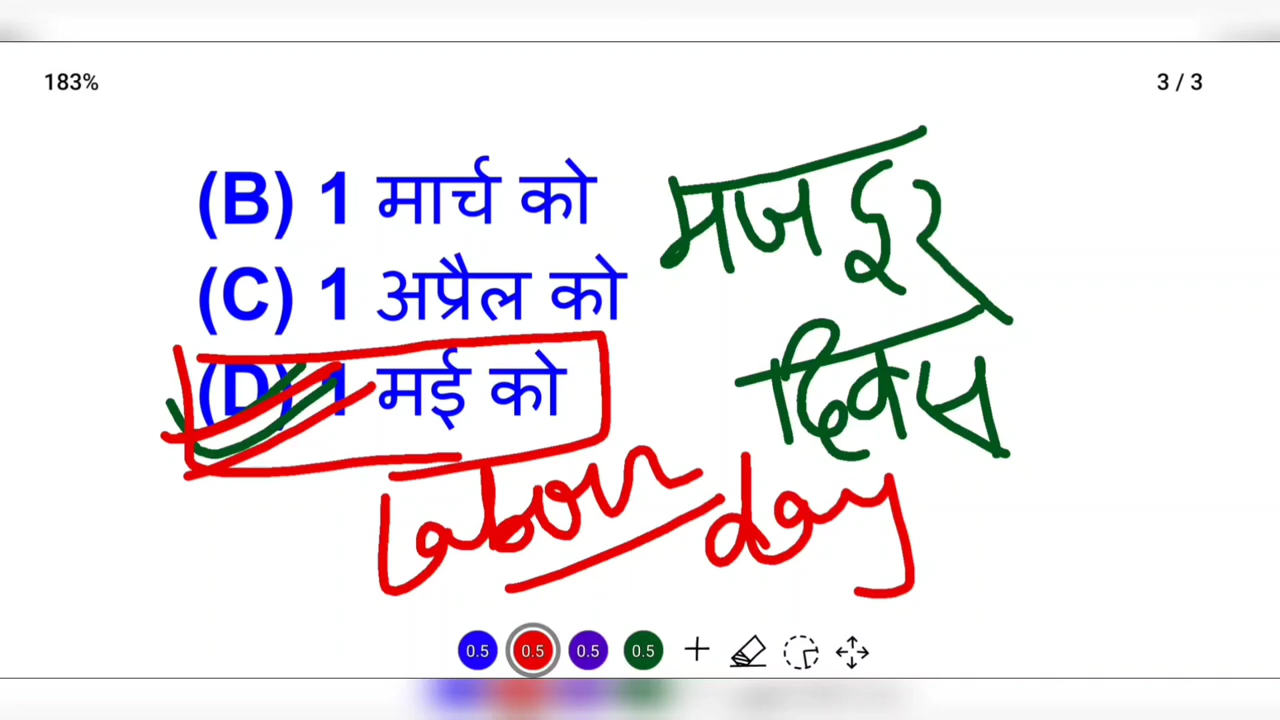 183%
3 / 3
(B) 1 मार्च को
(C) 1 अप्रैल को
(D) 1 मई को
मजदुर
दिवस
Labour day
0.5 0.5 0.5 0.5